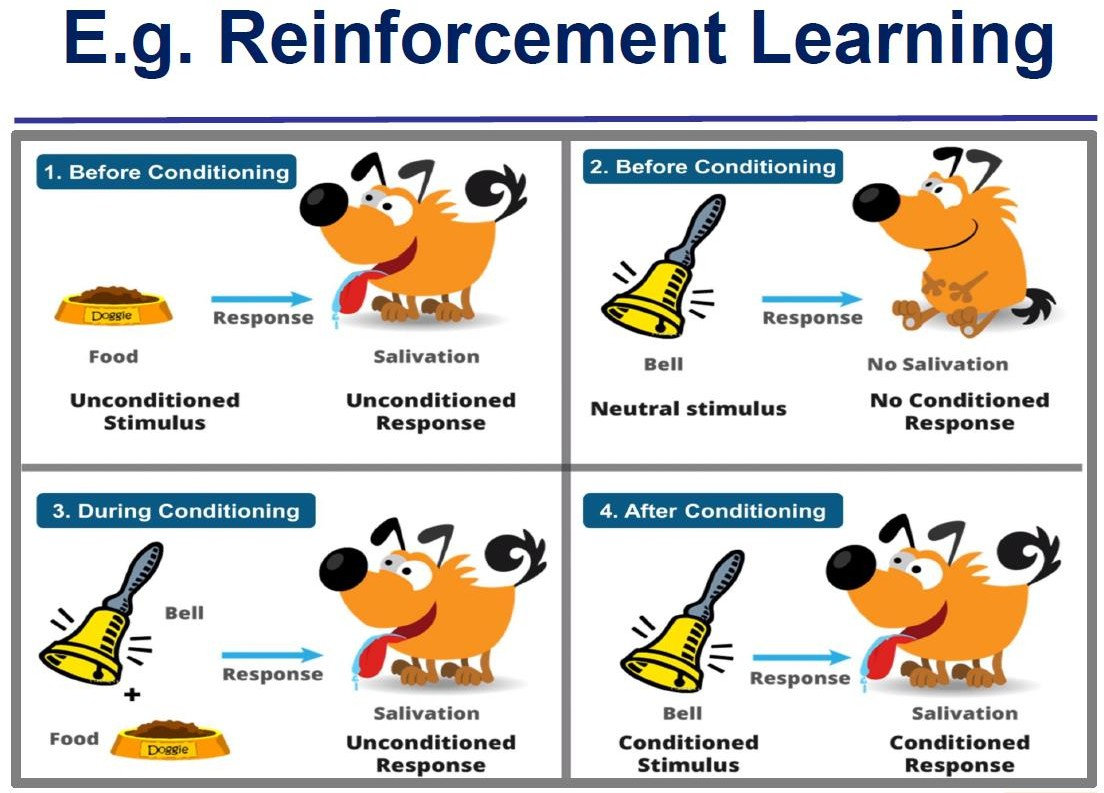 E.g. Reinforcement Learning
1. Before Conditioning
Doggie
Response
Food
Salivation
Unconditioned
Stimulus
Unconditioned
Response
2. Before Conditioning
Response
Bell
No Salivation
Neutral stimulus
No Conditioned
Response
3. During Conditioning
Bell
+
Response
Food
Doggie
Salivation
Unconditioned
Response
4. After Conditioning
Response
Bell
Salivation
Conditioned
Stimulus
Conditioned
Response